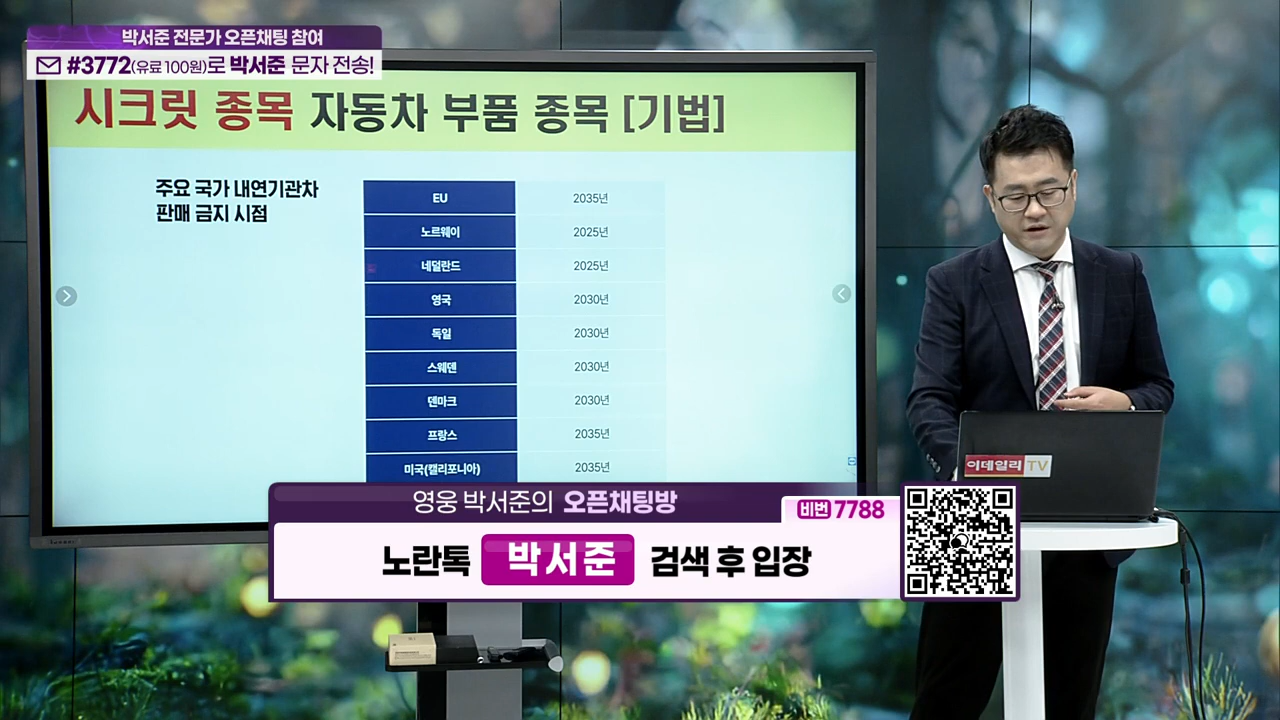 박서준 전문가 오픈채팅 참여
#3772(유료 100원)로 박서준 문자 전송!
시크릿 종목 자동차 부품 종목 [기법]
주요 국가 내연기관차
판매 금지 시점
EU 2035년
노르웨이 2025년
네덜란드 2025년
영국 2030년
독일 2030년
스웨덴 2030년
덴마크 2030년
프랑스 2035년
미국(캘리포니아) 2035년
이데일리TV
영웅 박서준의 오픈채팅방
비번 7788
노란톡 박서준 검색 후 입장